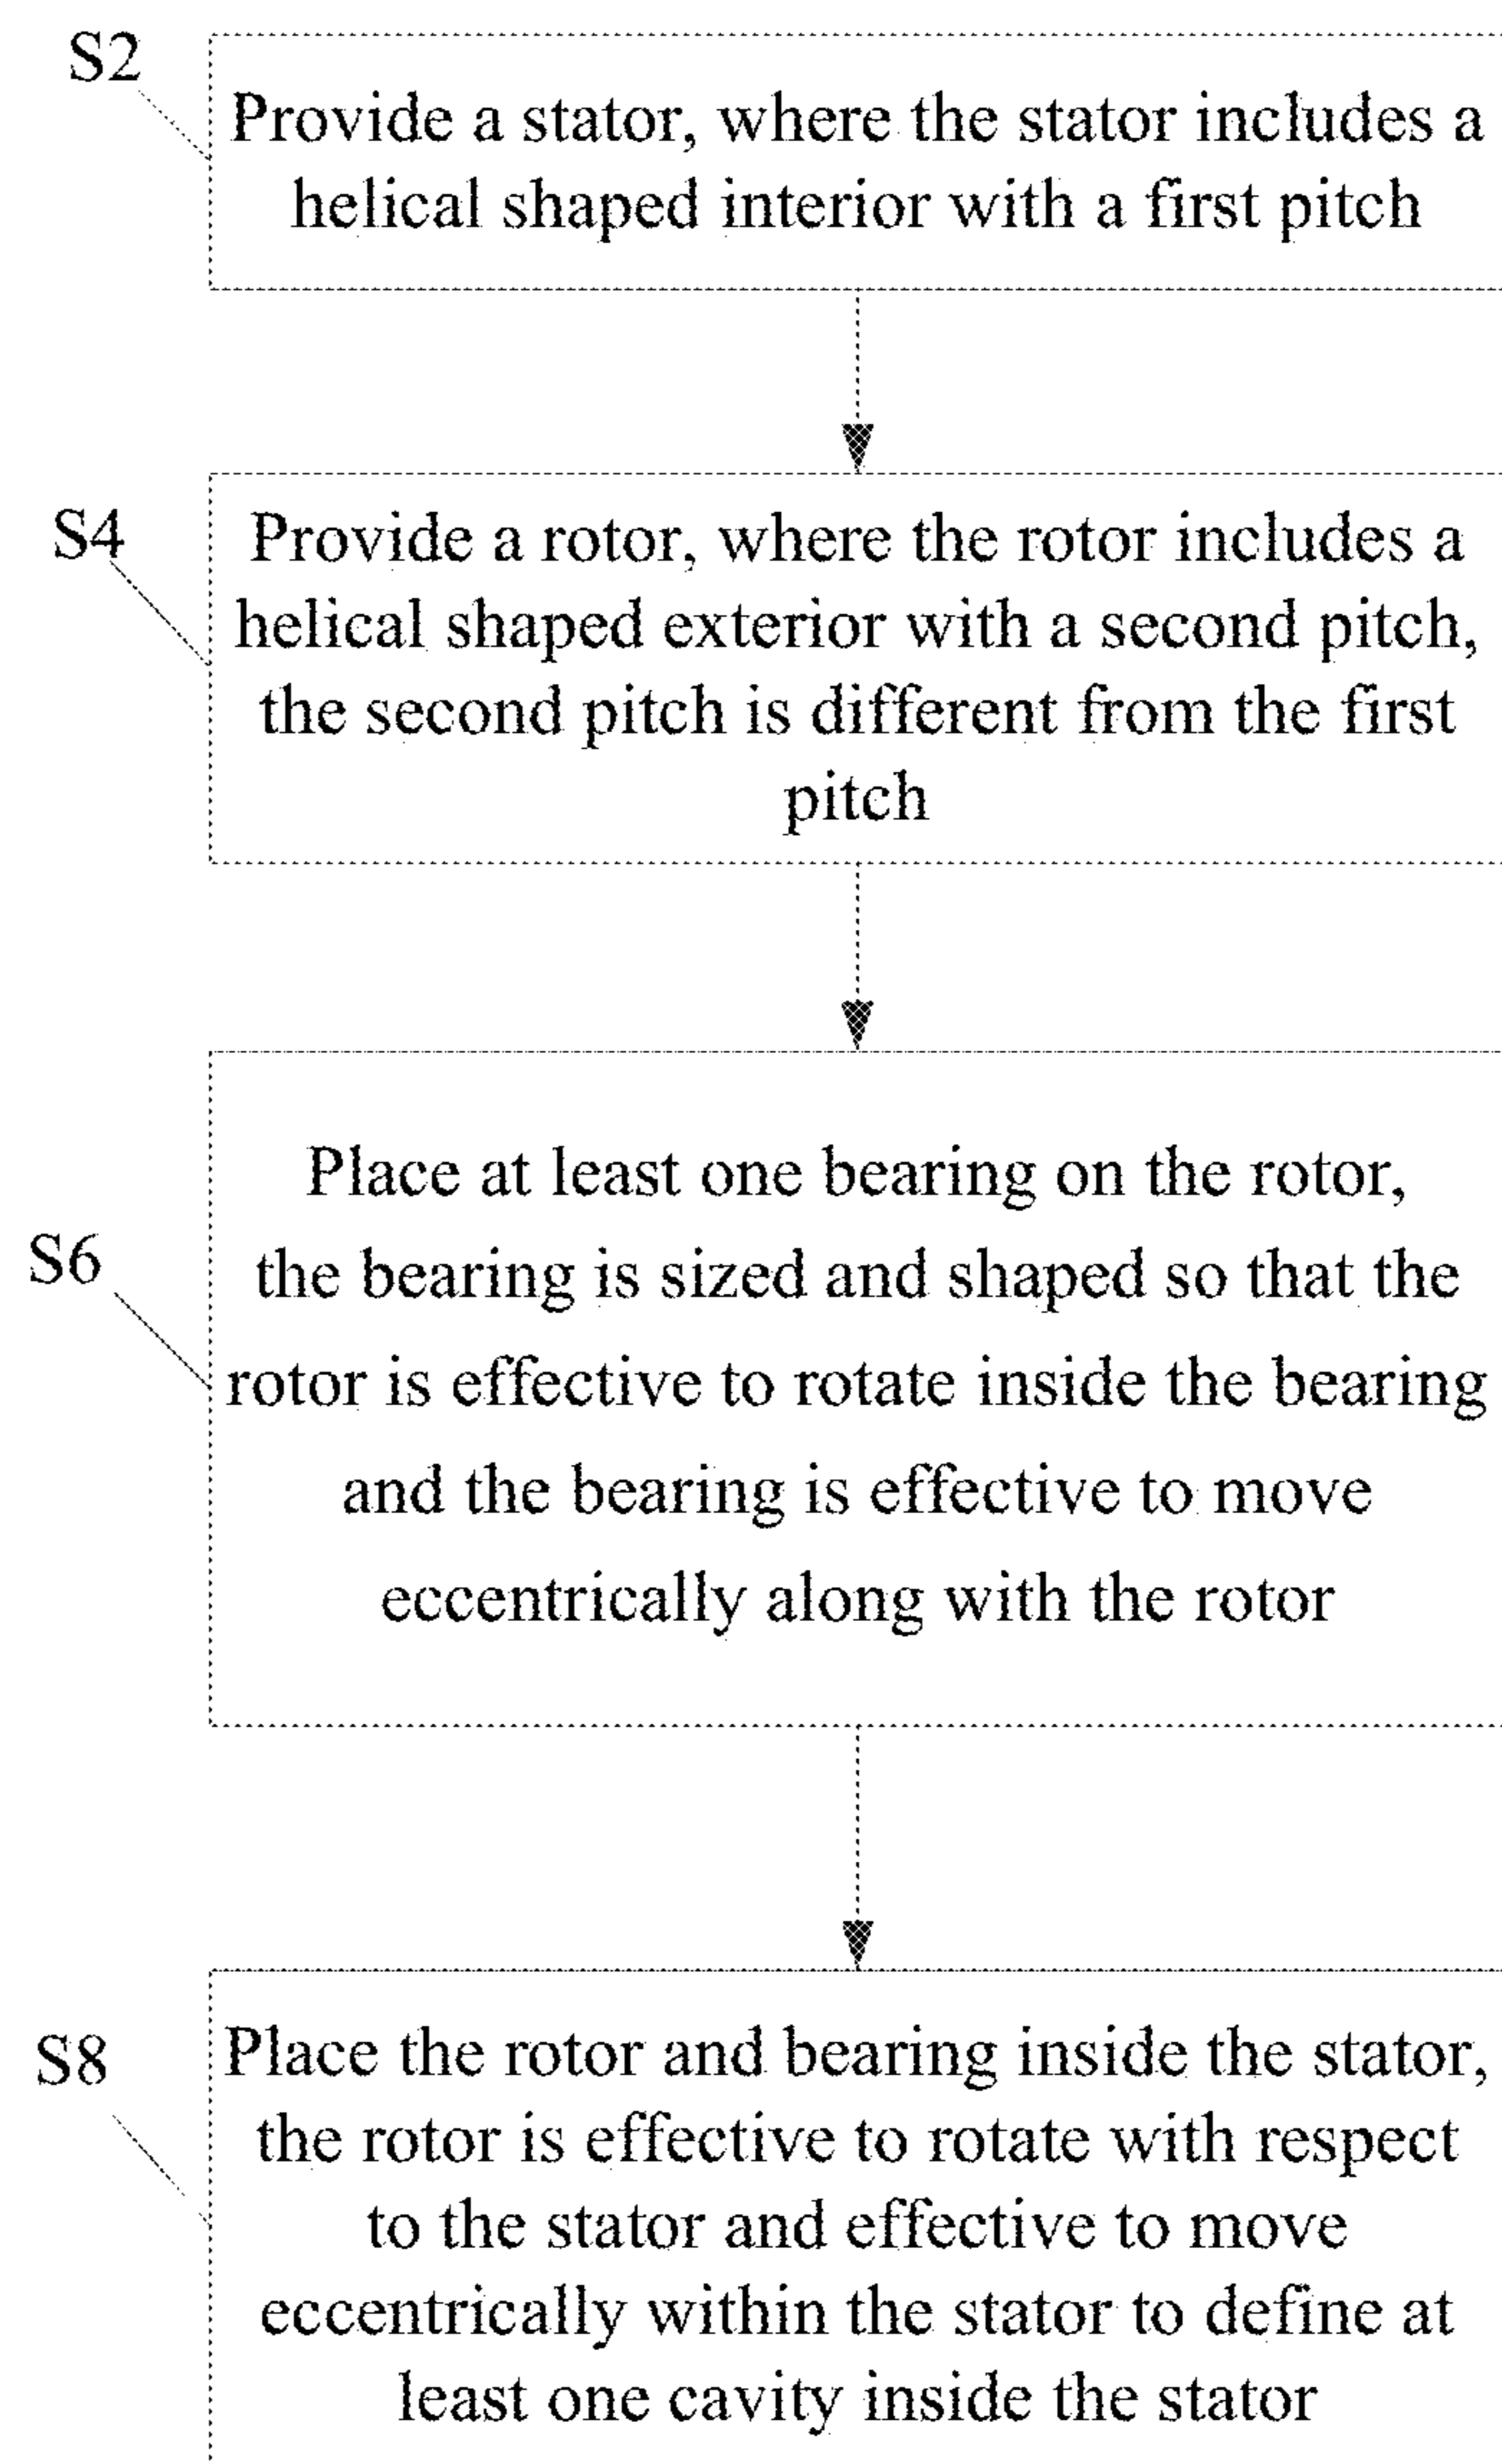 S2
Provide a stator, where the stator includes a
helical shaped interior with a first pitch
S4
Provide a rotor, where the rotor includes a
helical shaped exterior with a second pitch,
the second pitch is different from the first
pitch
S6
Place at least one bearing on the rotor,
the bearing is sized and shaped so that the
rotor is effective to rotate inside the bearing
and the bearing is effective to move
eccentrically along with the rotor
S8
Place the rotor and bearing inside the stator,
the rotor is effective to rotate with respect
to the stator and effective to move
eccentrically within the stator to define at
least one cavity inside the stator